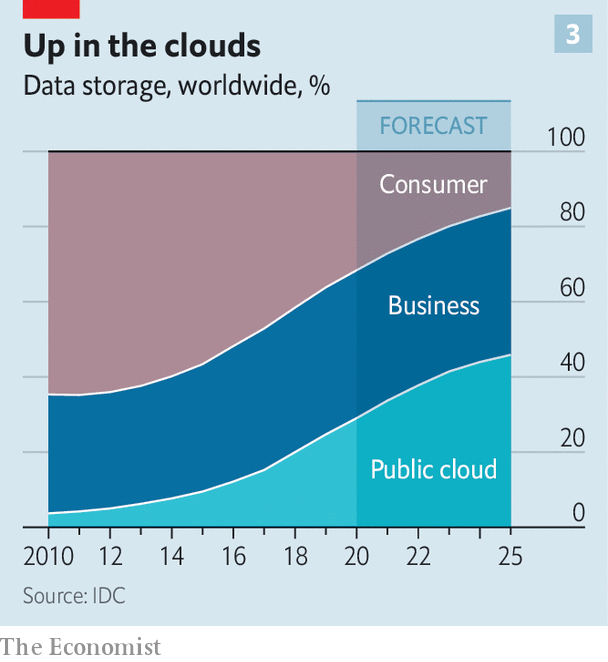 3
Up in the clouds
Data storage, worldwide, %
FORECAST
100
Consumer
80
Business
60
40
20
Public cloud
0
2010 12 14 16 18 20 22 25
Source: IDC
The Economist